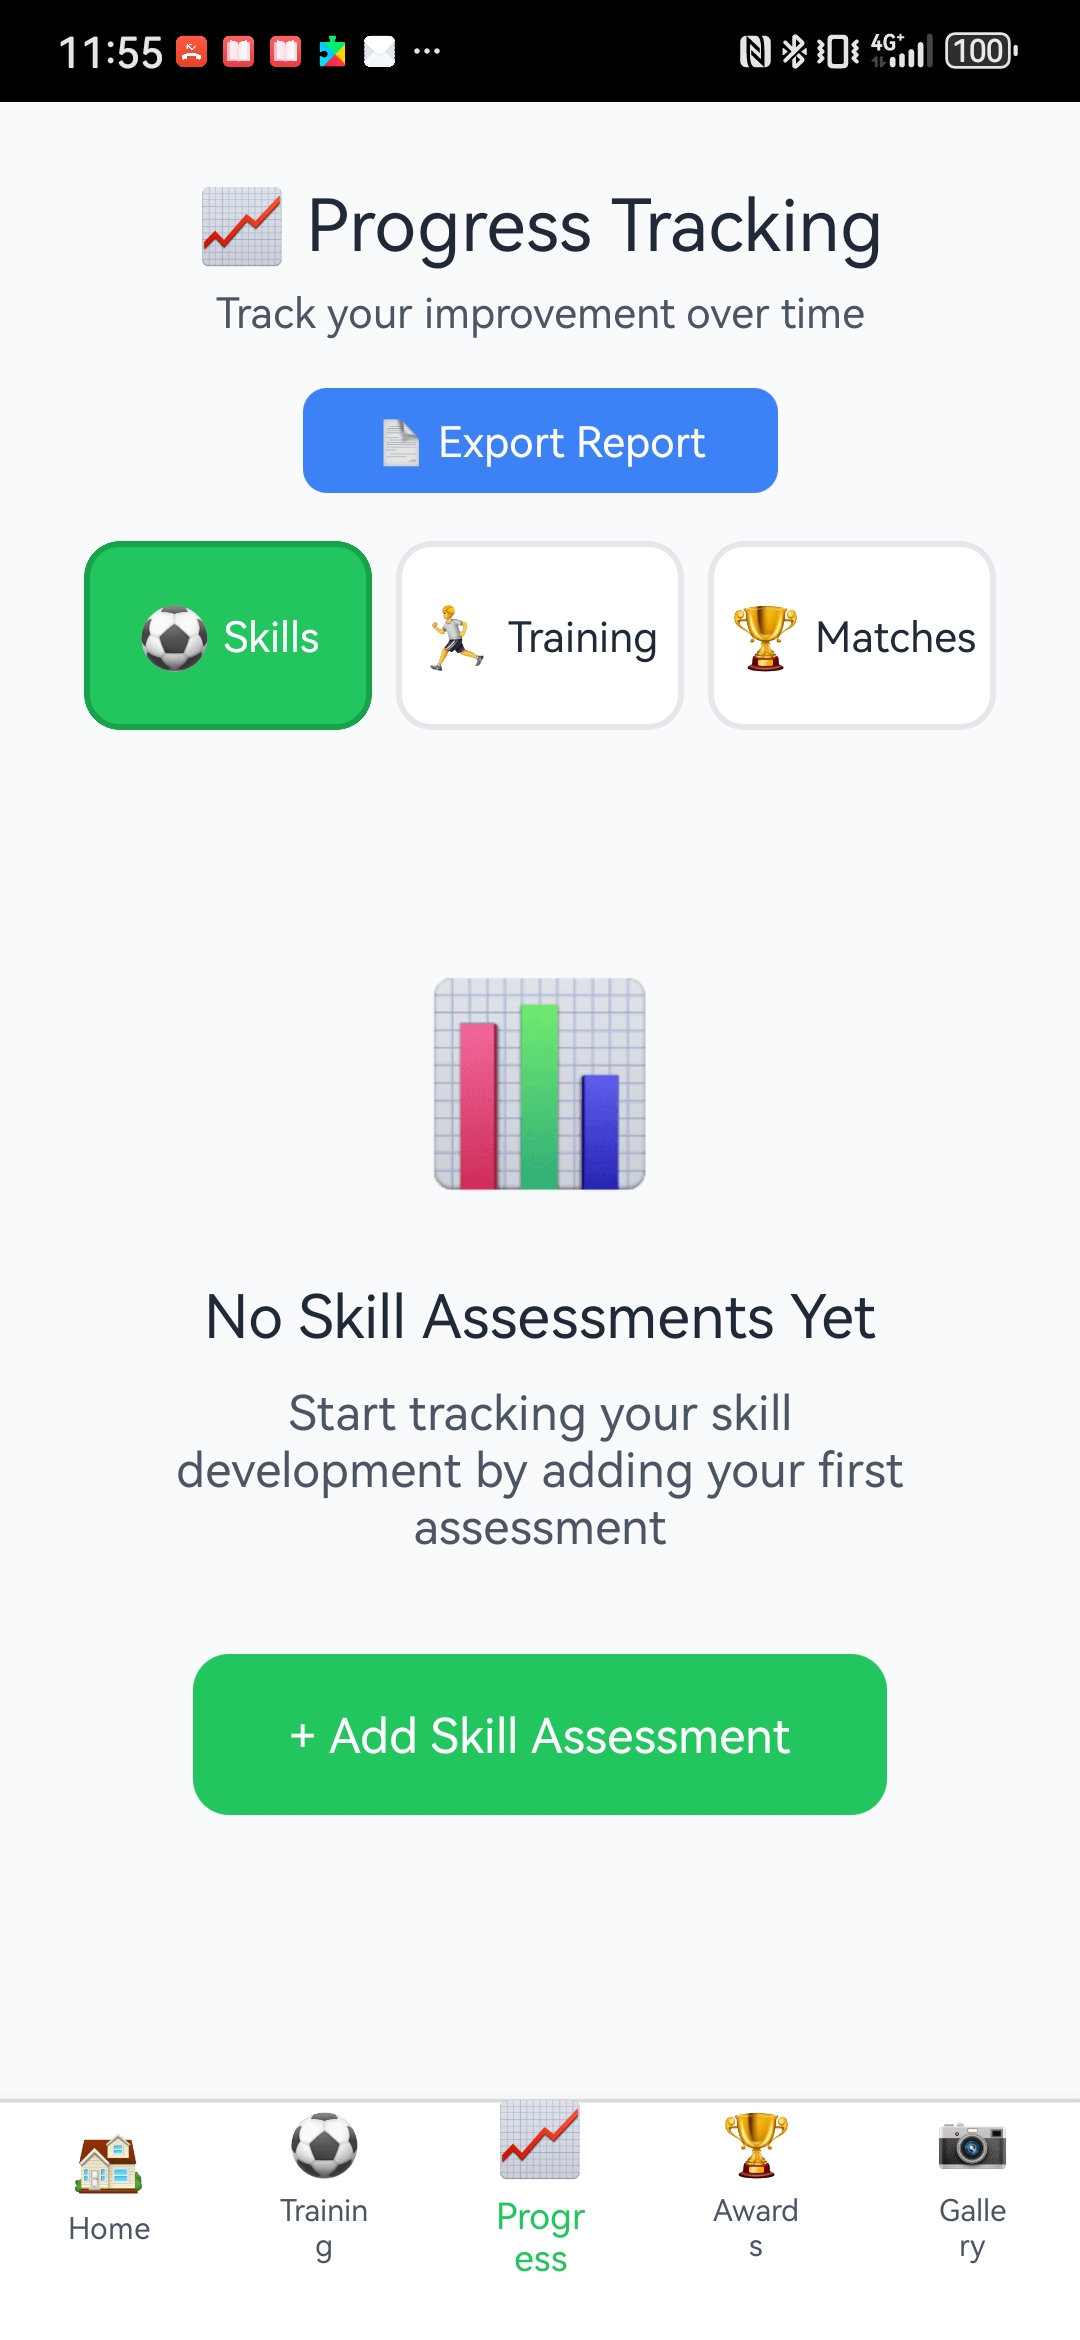 11:55
4G+
100
Progress Tracking
Track your improvement over time
Export Report
Skills
Training
Matches
No Skill Assessments Yet
Start tracking your skill
development by adding your first
assessment
+ Add Skill Assessment
Home
Trainin
g
Progr
ess
Award
s
Galle
ry